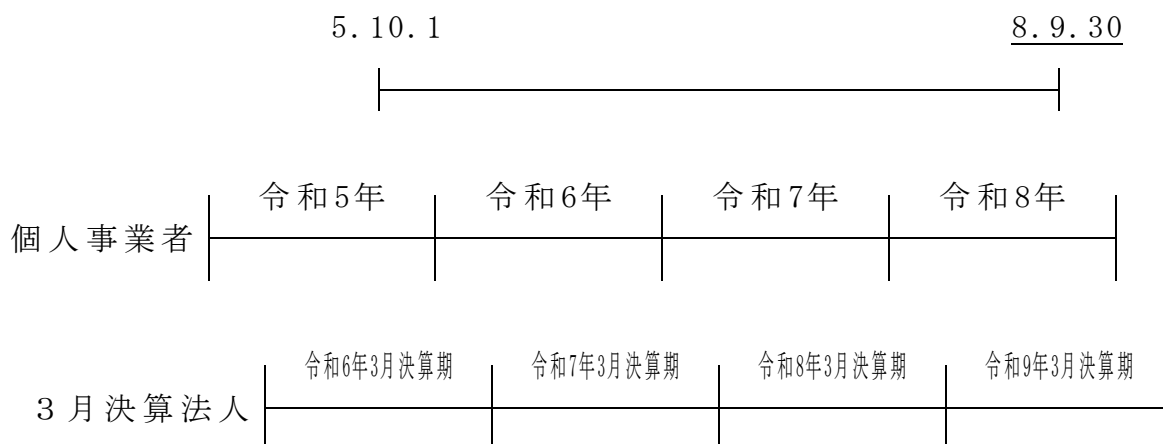 5.10.1 8.9.30
令和5年 令和6年 令和7年 令和8年
個人事業者
令和6年3月決算期 令和7年3月決算期 令和8年3月決算期 令和9年3月決算期
３月決算法人